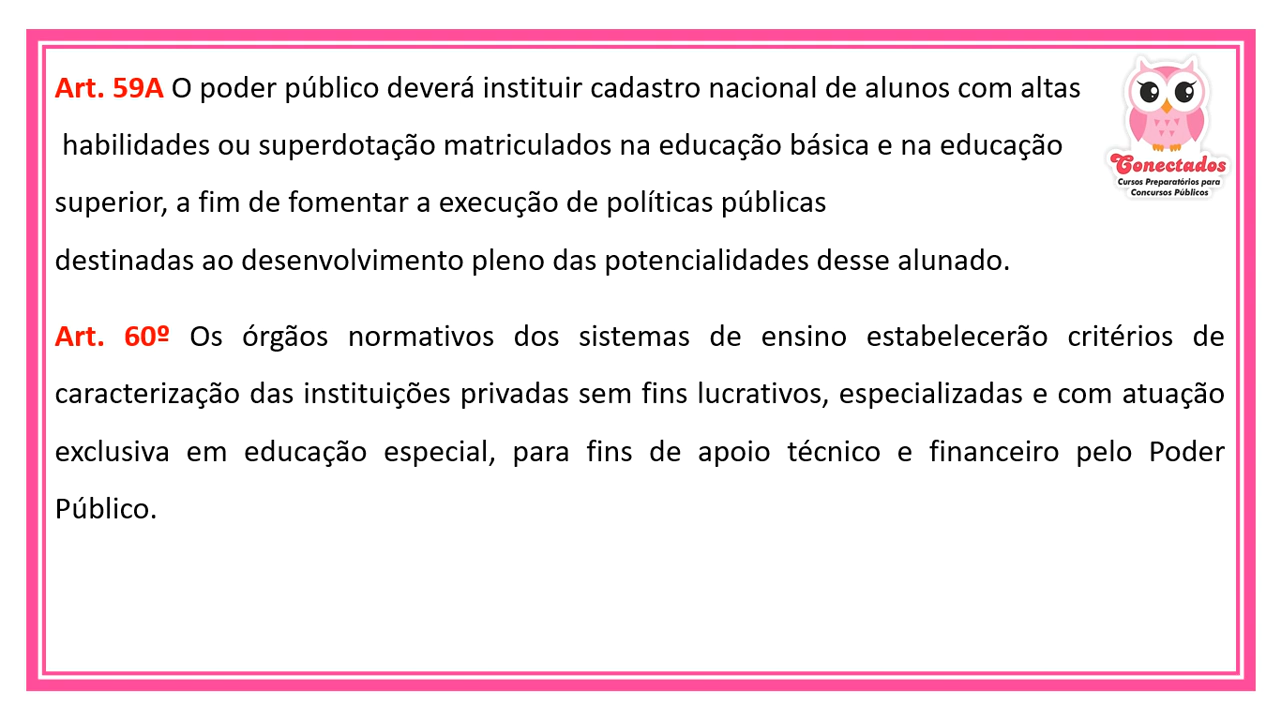 Art. 59A O poder público deverá instituir cadastro nacional de alunos com altas
habilidades ou superdotação matriculados na educação básica e na educação
superior, a fim de fomentar a execução de políticas públicas
destinadas ao desenvolvimento pleno das potencialidades desse alunado.
Conectados
Cursos Preparatórios para
Concursos Públicos
Art. 60º Os órgãos normativos dos sistemas de ensino estabelecerão critérios de
caracterização das instituições privadas sem fins lucrativos, especializadas e com atuação
exclusiva em educação especial, para fins de apoio técnico e financeiro pelo Poder
Público.